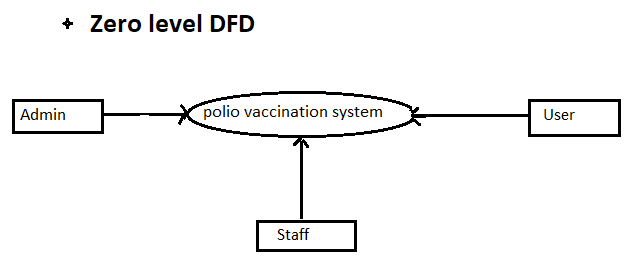 Zero level DFD
Admin
polio vaccination system
User
Staff